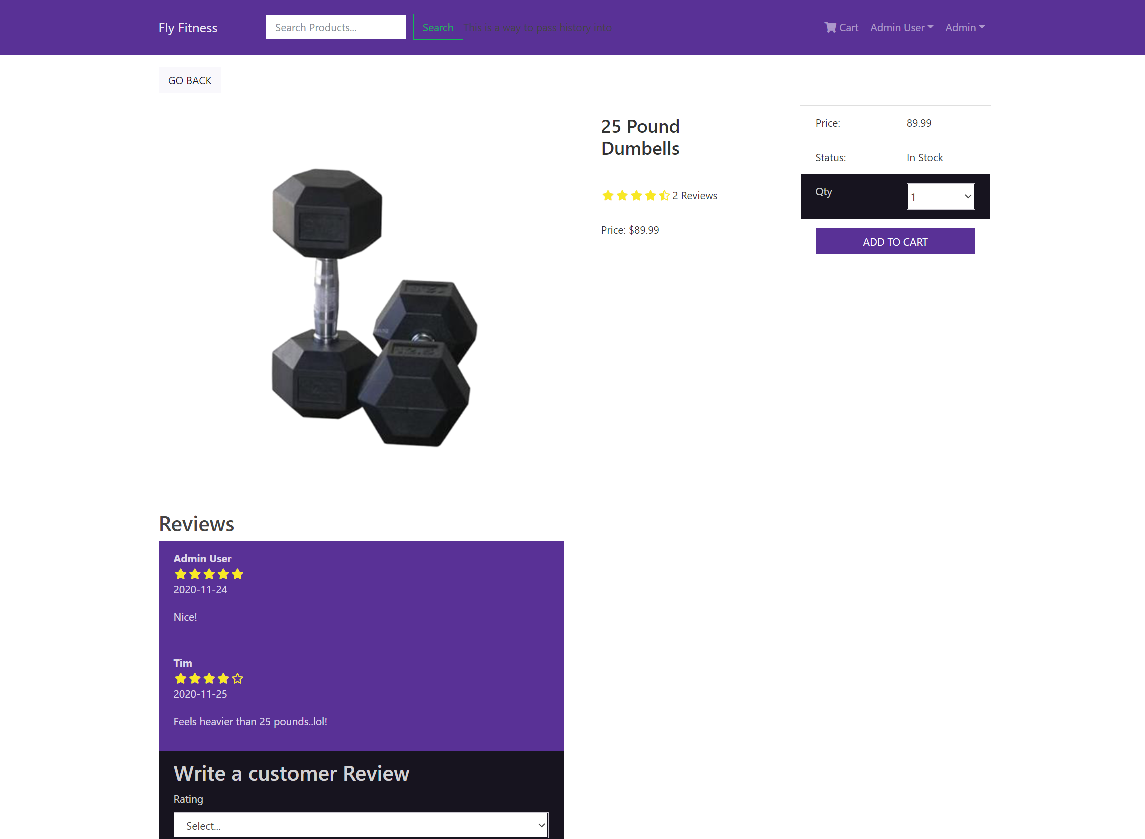 Fly Fitness
Search Products...
Search
Cart
Admin User
Admin
GO BACK
25 Pound
Dumbells
2 Reviews
Price: $89.99
Price: 89.99
Status: In Stock
Qty 1
ADD TO CART
Reviews
Admin User
2020-11-24
Nice!
Tim
2020-11-25
Feels heavier than 25 pounds..lol!
Write a customer Review
Rating
Select...